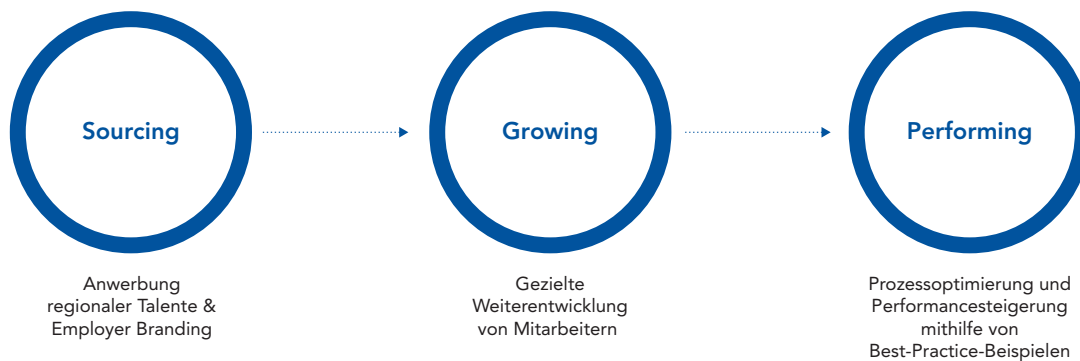 Sourcing
Growing
Performing
Anwerbung
regionaler Talente &
Employer Branding
Gezielte
Weiterentwicklung
von Mitarbeitern
Prozessoptimierung und
Performancesteigerung
mithilfe von
Best-Practice-Beispielen